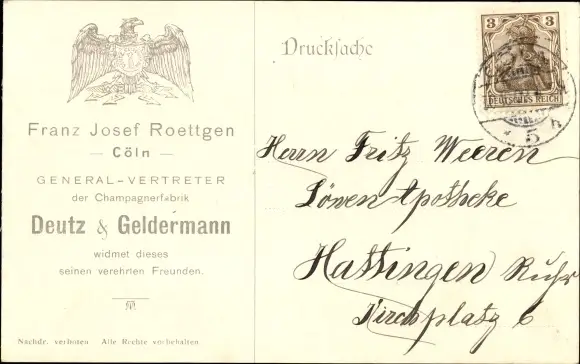 Franz Josef Roettgen
— Cöln —
GENERAL-VERTRETER
der Champagnerfabrik
Deutz & Geldermann
widmet dieses
seinen verehrten Freunden.
Nachdr. verboten Alle Rechte vorbehalten
Drucksache
3 3
DEUTSCHES REICH
* 5 h
Herrn Fritz Weeren
Löwen Apotheke
Hattingen Ruhr
Kirchplatz 6